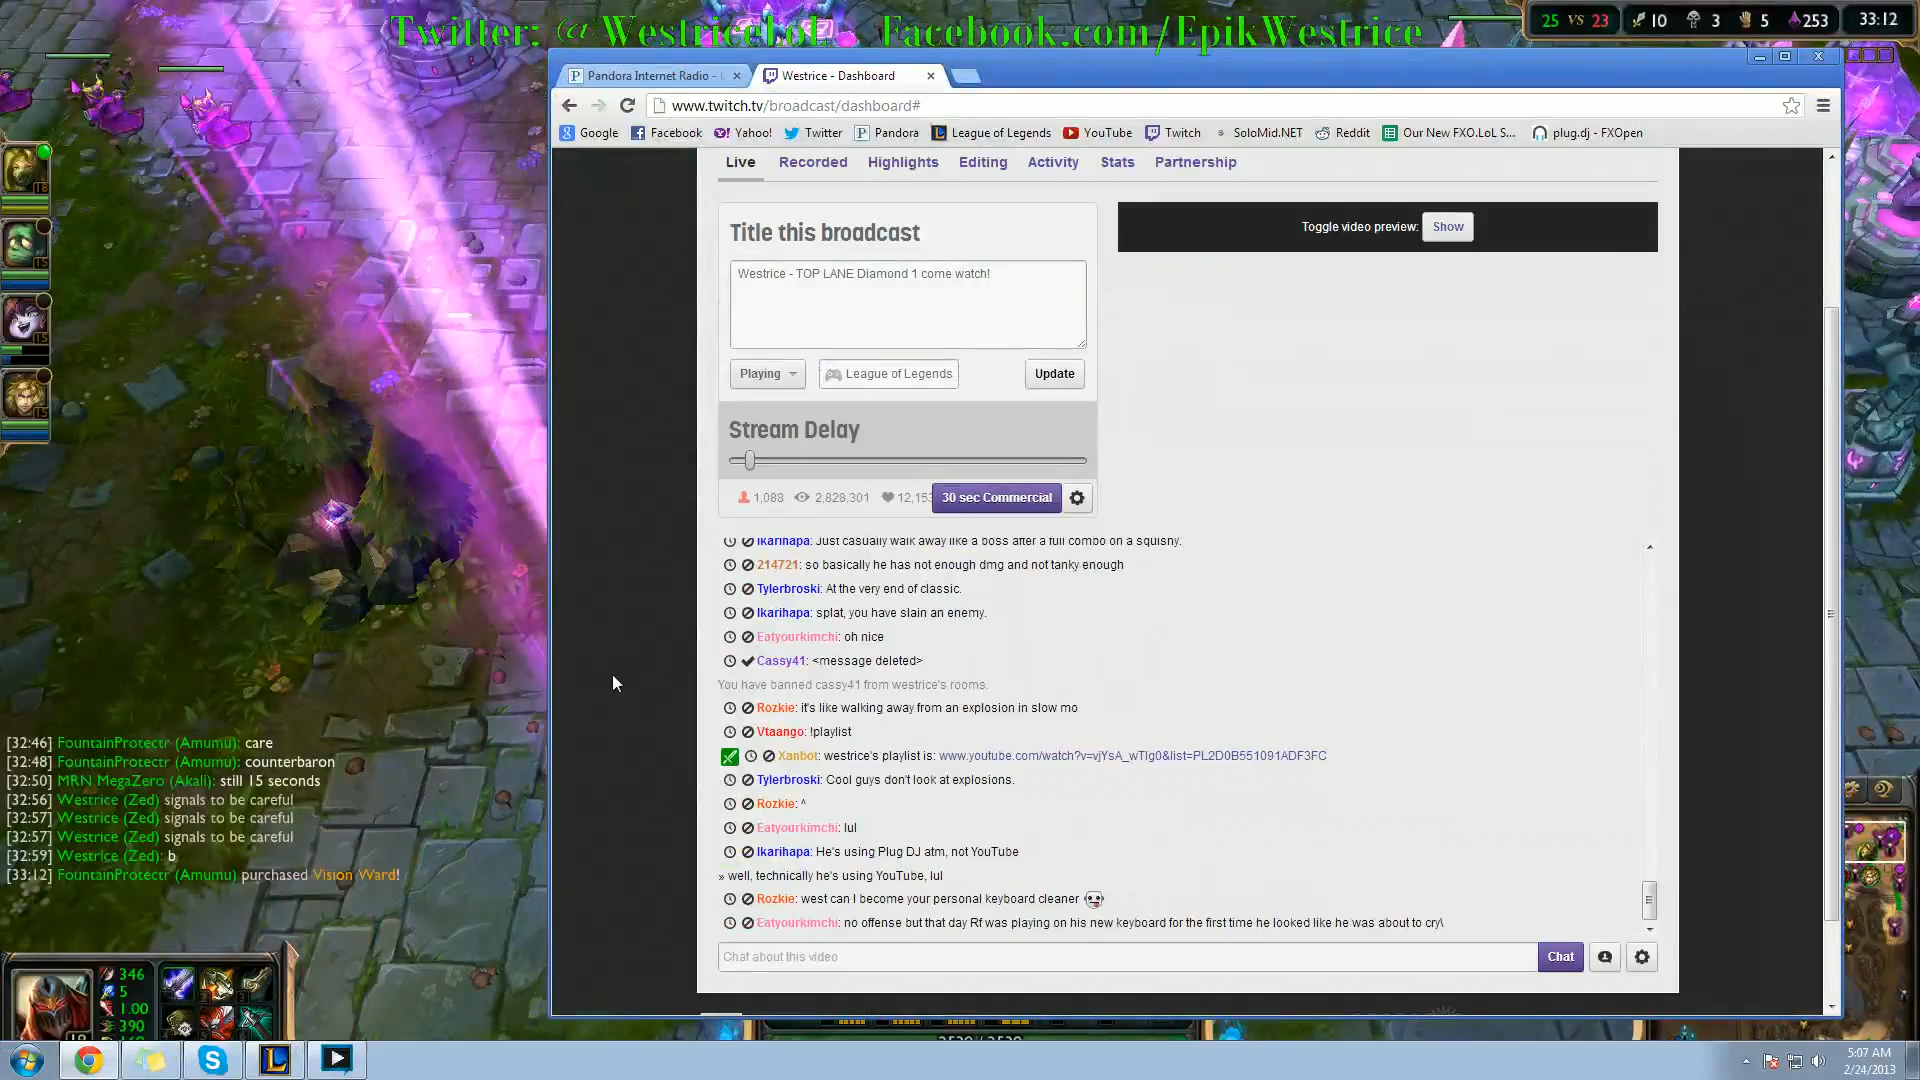 Twitter: @WestriceLoL Facebook.com/EpikWestrice
25 VS 23 10 3 5 253 33:12
Pandora Internet Radio -
Westrice - Dashboard
www.twitch.tv/broadcast/dashboard#
Google Facebook Yahoo! Twitter Pandora League of Legends YouTube Twitch SoloMid.NET Reddit Our New FXO.LoL S... plug.dj - FXOpen
Live Recorded Highlights Editing Activity Stats Partnership
Title this broadcast
Toggle video preview: Show
Westrice - TOP LANE Diamond 1 come watch!
Playing League of Legends Update
Stream Delay
1,088 2,828,301 12,153 30 sec Commercial
Ikarihapa: Just casually walk away like a boss after a full combo on a squishy.
214721: so basically he has not enough dmg and not tanky enough
Tylerbroski: At the very end of classic.
Ikarihapa: splat, you have slain an enemy.
Eatyourkimchi: oh nice
Cassy41: <message deleted>
You have banned cassy41 from westrice's rooms.
Rozkie: it's like walking away from an explosion in slow mo
Vtaango: !playlist
Xanbot: westrice's playlist is: www.youtube.com/watch?v=vjYsA_wTlg0&list=PL2D0B551091ADF3FC
Tylerbroski: Cool guys don't look at explosions.
Rozkie: ^
Eatyourkimchi: lul
Ikarihapa: He's using Plug DJ atm, not YouTube
» well, technically he's using YouTube, lul
Rozkie: west can I become your personal keyboard cleaner
Eatyourkimchi: no offense but that day Rf was playing on his new keyboard for the first time he looked like he was about to cry\
Chat about this video Chat
[32:46] FountainProtectr (Amumu): care
[32:48] FountainProtectr (Amumu): counterbaron
[32:50] MRN MegaZero (Akali): still 15 seconds
[32:56] Westrice (Zed) signals to be careful
[32:57] Westrice (Zed) signals to be careful
[32:57] Westrice (Zed) signals to be careful
[32:59] Westrice (Zed): b
[33:12] FountainProtectr (Amumu) purchased Vision Ward!
346
5
1.00
390
5:07 AM
2/24/2013